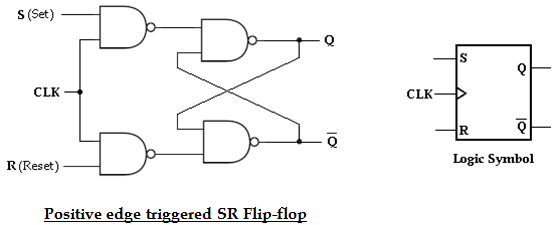 S (Set)
Q
CLK
Q̅
R (Reset)
S
Q
CLK
R
Q̅
Logic Symbol
Positive edge triggered SR Flip-flop